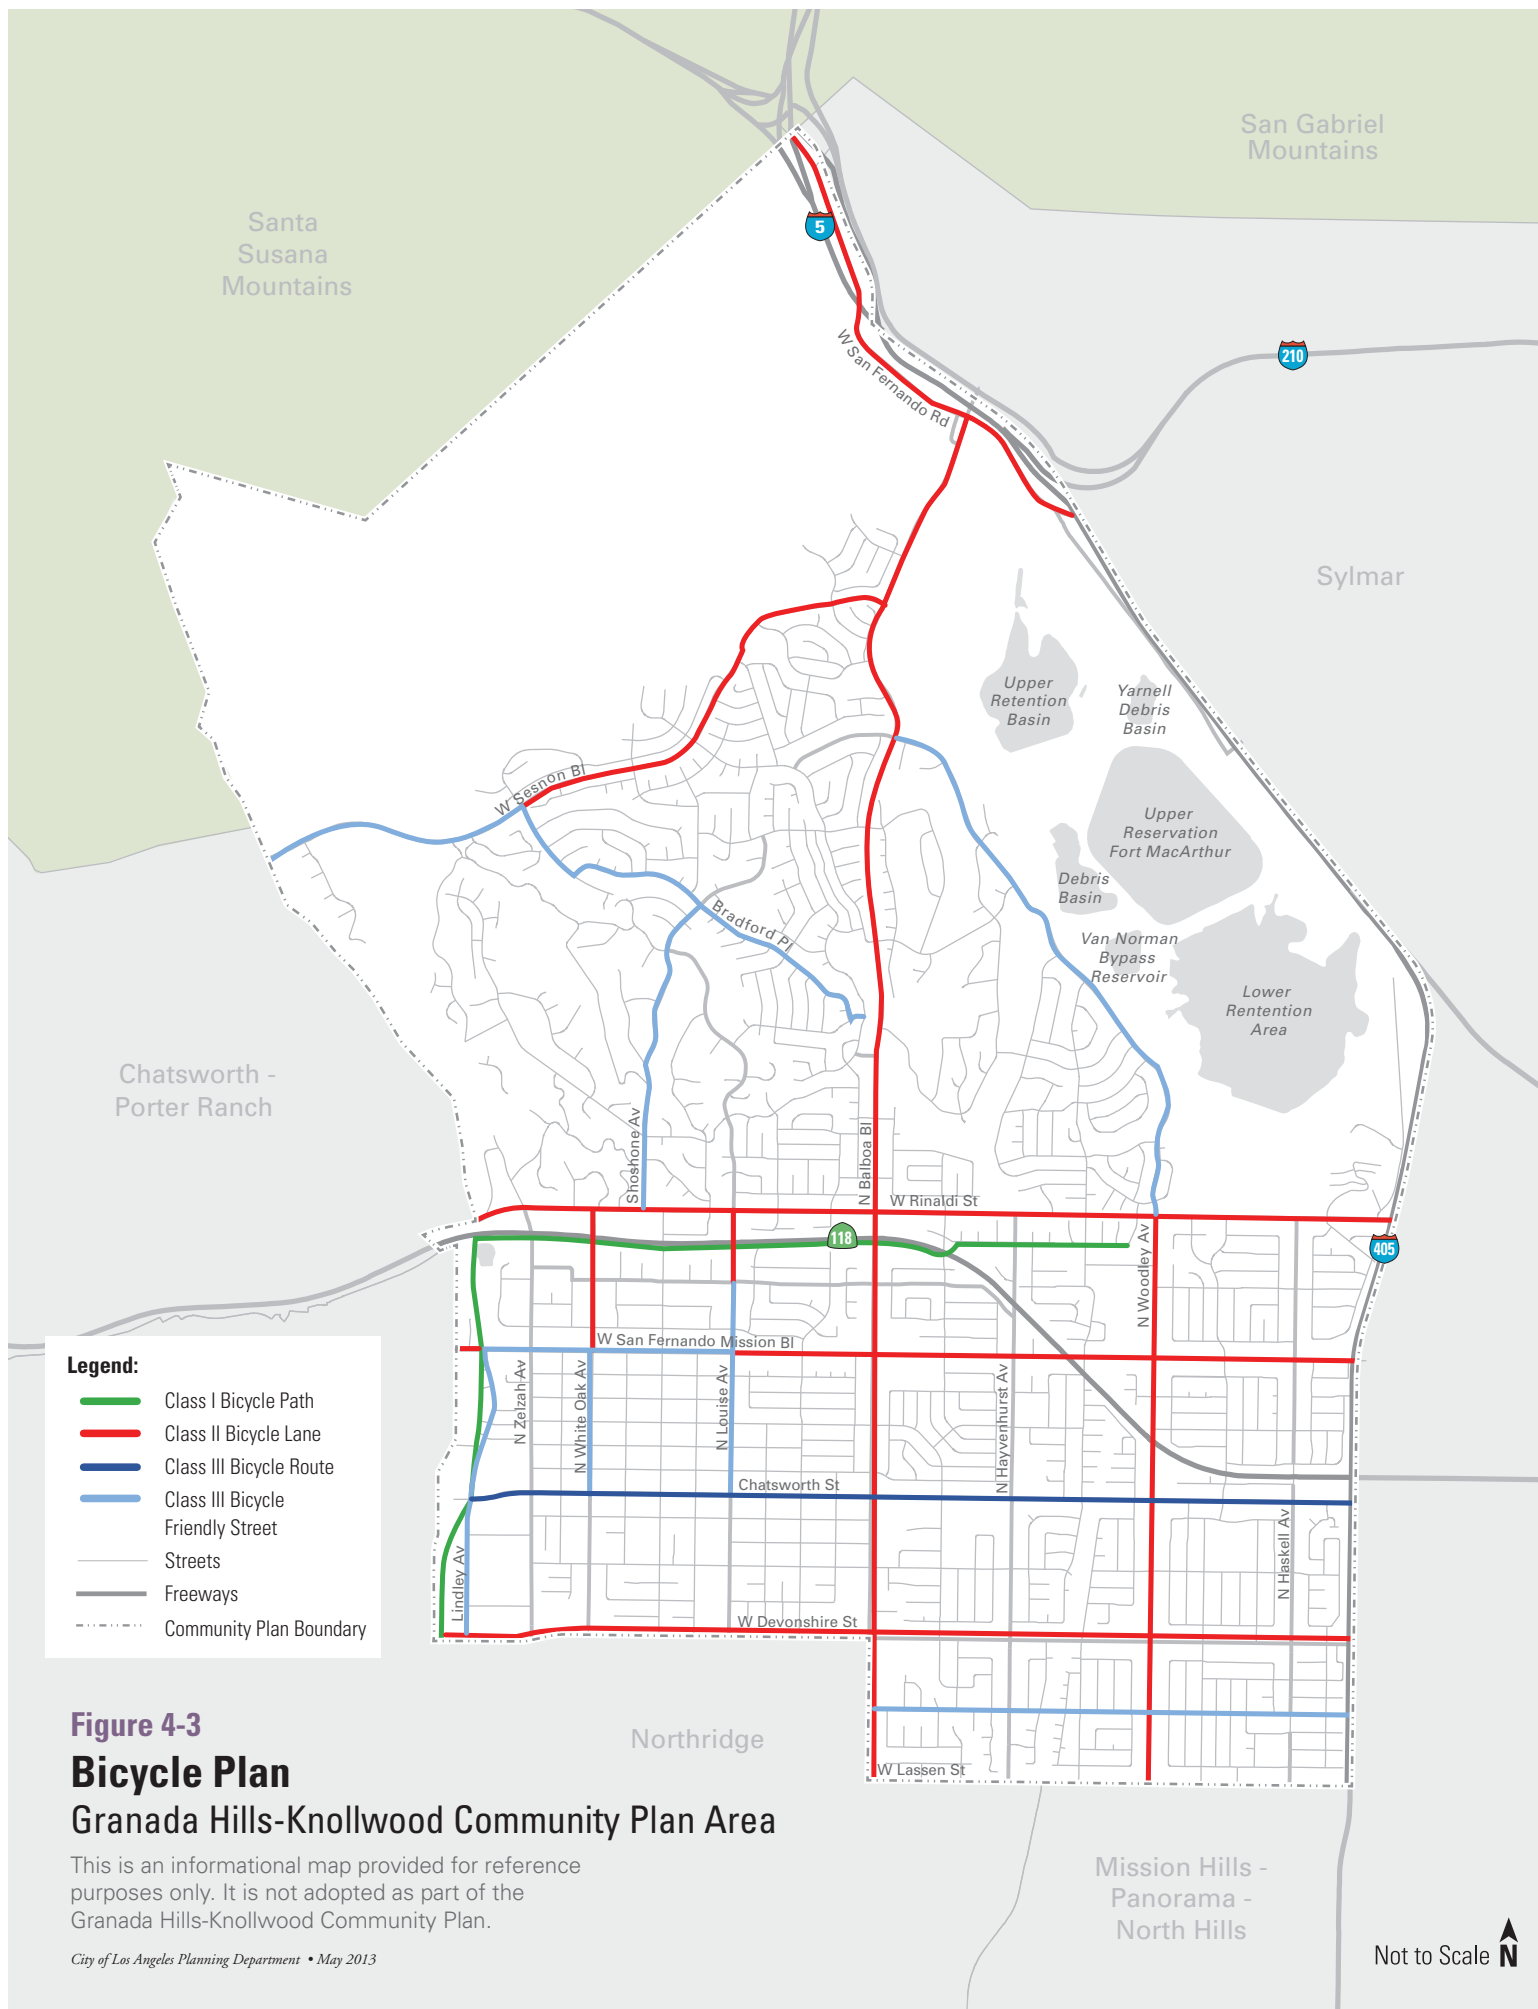 San Gabriel
Mountains
Santa
Susana
Mountains
5
210
W San Fernando Rd
Sylmar
Upper
Retention
Basin
Yarnell
Debris
Basin
W Sesnon Bl
Upper
Reservation
Fort MacArthur
Debris
Basin
Bradford Pl
Van Norman
Bypass
Reservoir
Lower
Rentention
Area
Chatsworth -
Porter Ranch
Shoshone Av
N Balboa Bl
W Rinaldi St
118
N Woodley Av
405
W San Fernando Mission Bl
N Zelzah Av
N White Oak Av
N Louise Av
N Hayvenhurst Av
Chatsworth St
N Haskell Av
Lindley Av
W Devonshire St
W Lassen St
Legend:
Class I Bicycle Path
Class II Bicycle Lane
Class III Bicycle Route
Class III Bicycle
Friendly Street
Streets
Freeways
Community Plan Boundary
Northridge
Figure 4-3
Bicycle Plan
Granada Hills-Knollwood Community Plan Area
This is an informational map provided for reference
purposes only. It is not adopted as part of the
Granada Hills-Knollwood Community Plan.
City of Los Angeles Planning Department • May 2013
Mission Hills -
Panorama -
North Hills
Not to Scale N